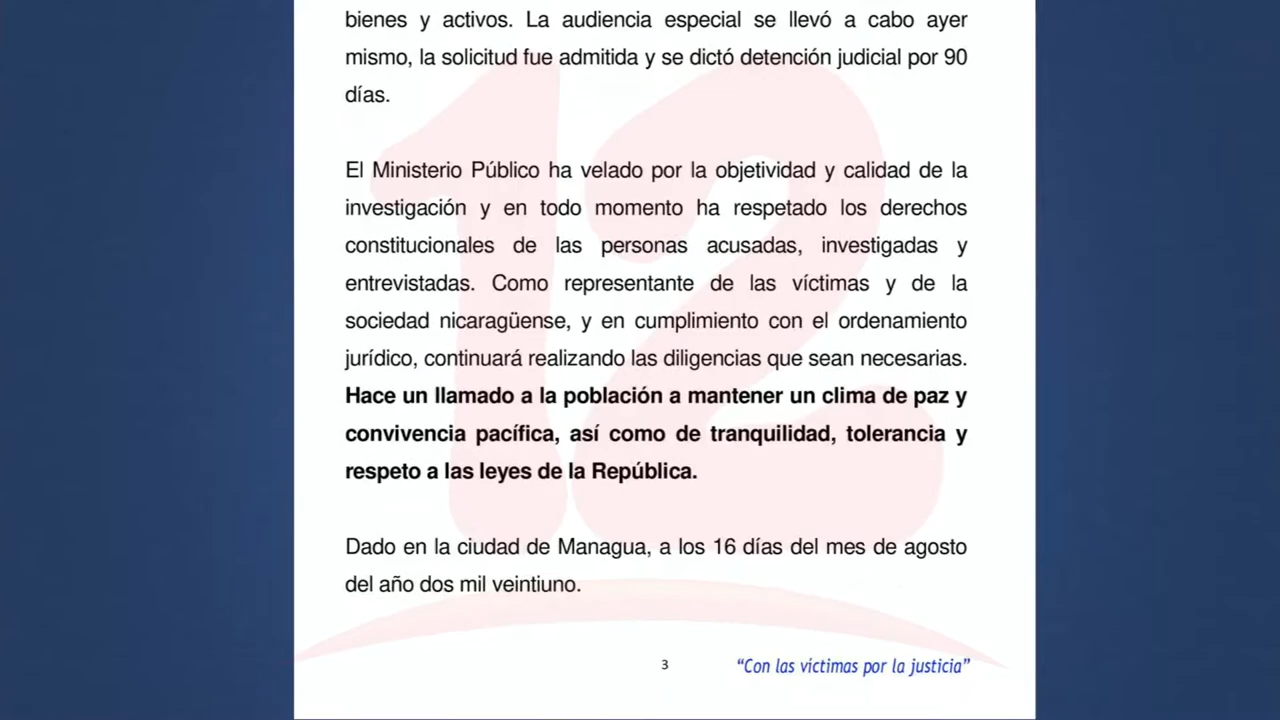 bienes y activos. La audiencia especial se llevó a cabo ayer
mismo, la solicitud fue admitida y se dictó detención judicial por 90
días.
El Ministerio Público ha velado por la objetividad y calidad de la
investigación y en todo momento ha respetado los derechos
constitucionales de las personas acusadas, investigadas y
entrevistadas. Como representante de las víctimas y de la
sociedad nicaragüense, y en cumplimiento con el ordenamiento
jurídico, continuará realizando las diligencias que sean necesarias.
Hace un llamado a la población a mantener un clima de paz y
convivencia pacífica, así como de tranquilidad, tolerancia y
respeto a las leyes de la República.
Dado en la ciudad de Managua, a los 16 días del mes de agosto
del año dos mil veintiuno.
3
“Con las víctimas por la justicia”
12